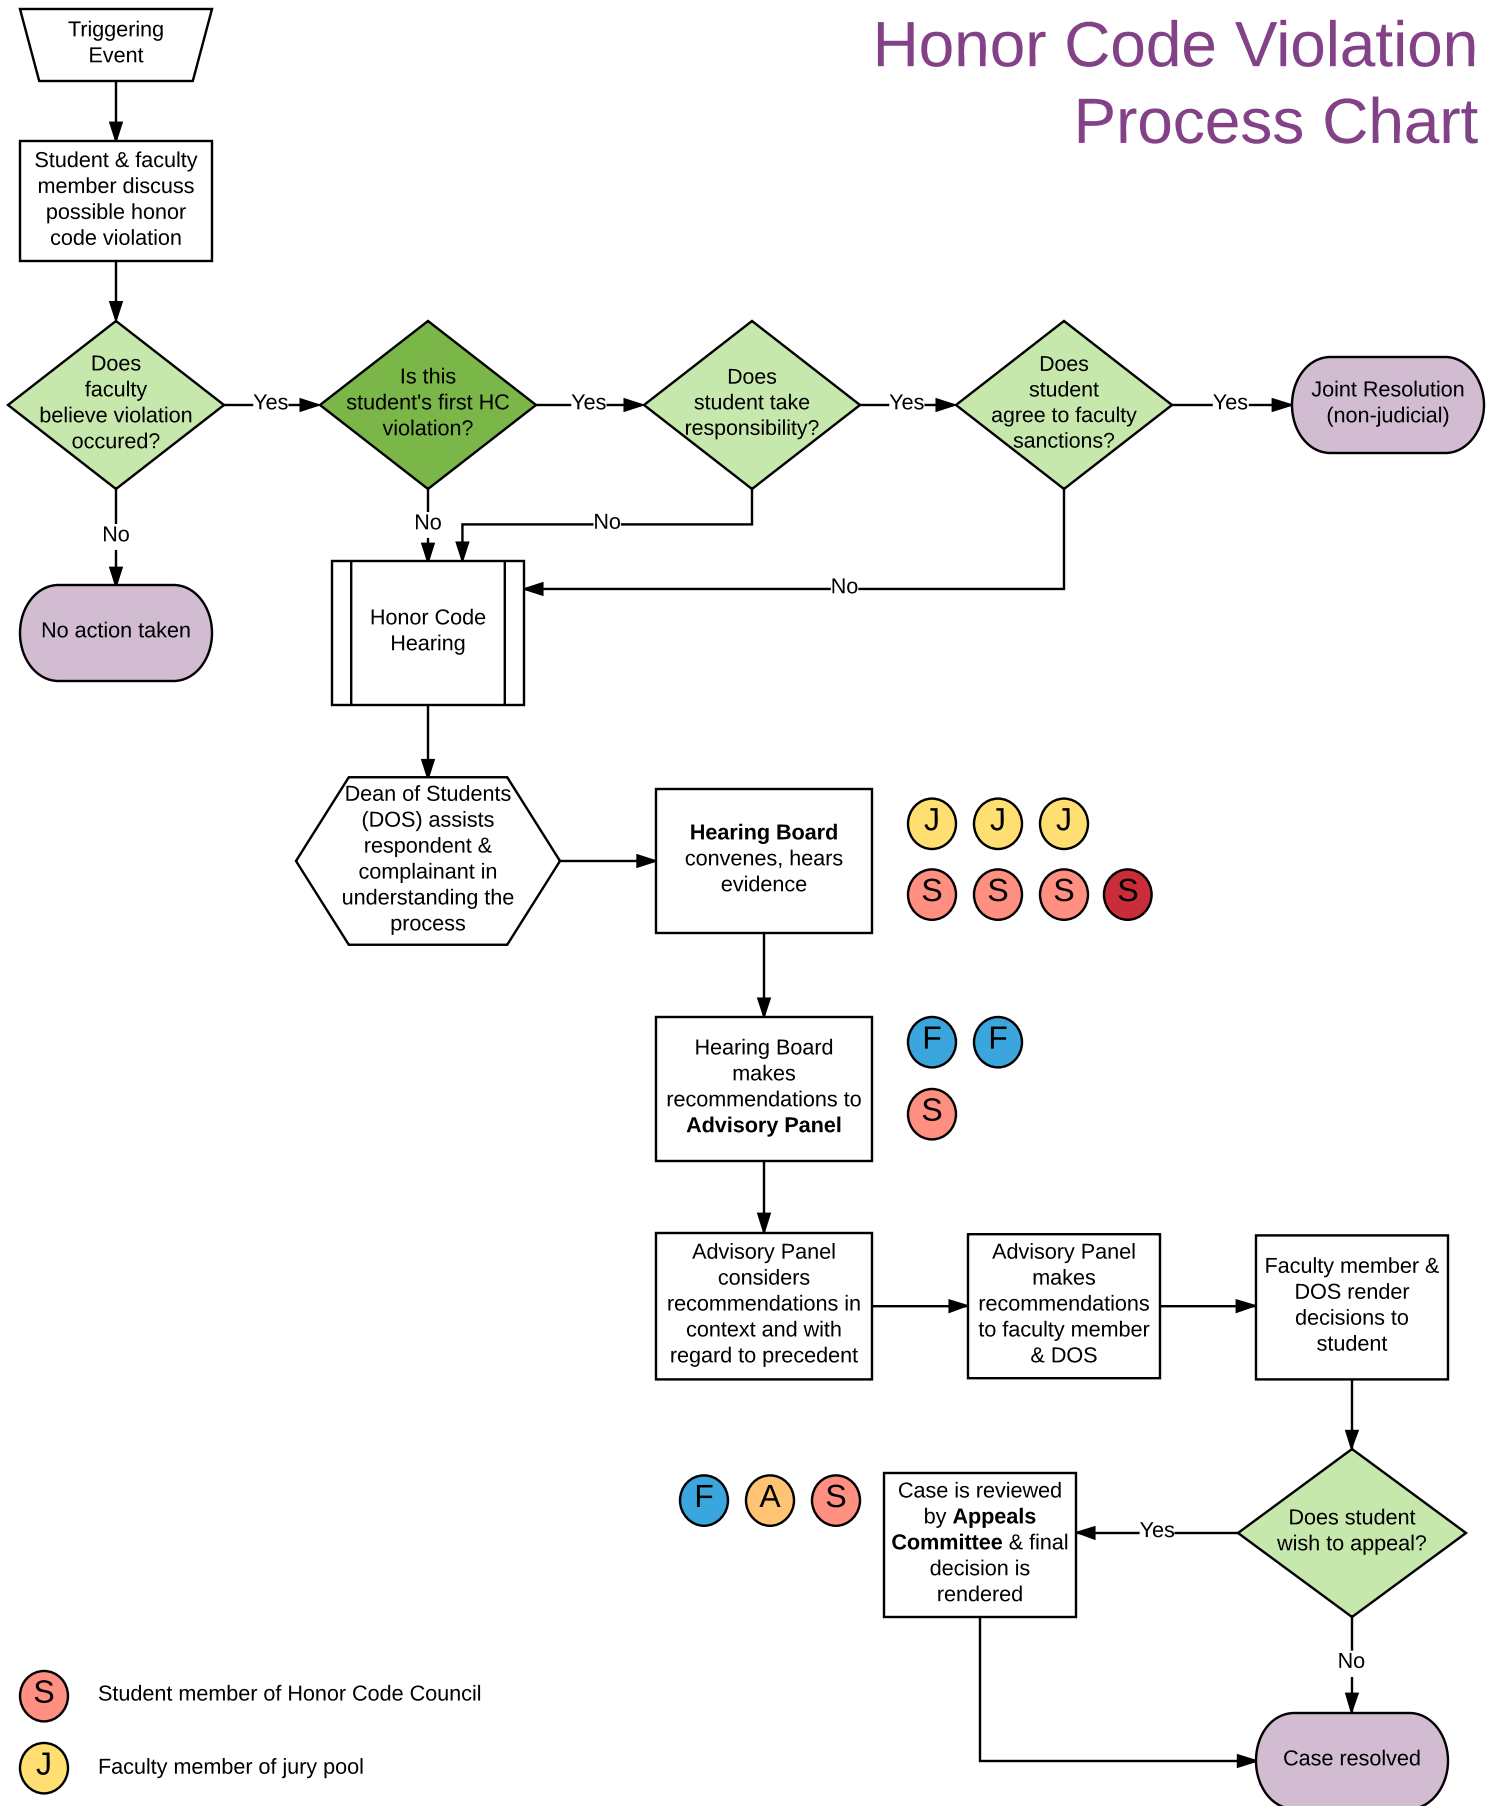 Honor Code Violation
Process Chart
Triggering
Event
Student & faculty
member discuss
possible honor
code violation
Does
faculty
believe violation
occured?
Yes
Is this
student's first HC
violation?
Yes
Does
student take
responsibility?
Yes
Does
student
agree to faculty
sanctions?
Yes
Joint Resolution
(non-judicial)
No
No
No
No
No action taken
Honor Code
Hearing
Dean of Students
(DOS) assists
respondent &
complainant in
understanding the
process
Hearing Board
convenes, hears
evidence
J J J
S S S S
Hearing Board
makes
recommendations to
Advisory Panel
F F
S
Advisory Panel
considers
recommendations in
context and with
regard to precedent
Advisory Panel
makes
recommendations
to faculty member
& DOS
Faculty member &
DOS render
decisions to
student
Does student
wish to appeal?
Yes
Case is reviewed
by Appeals
Committee & final
decision is
rendered
F A S
No
Case resolved
S Student member of Honor Code Council
J Faculty member of jury pool